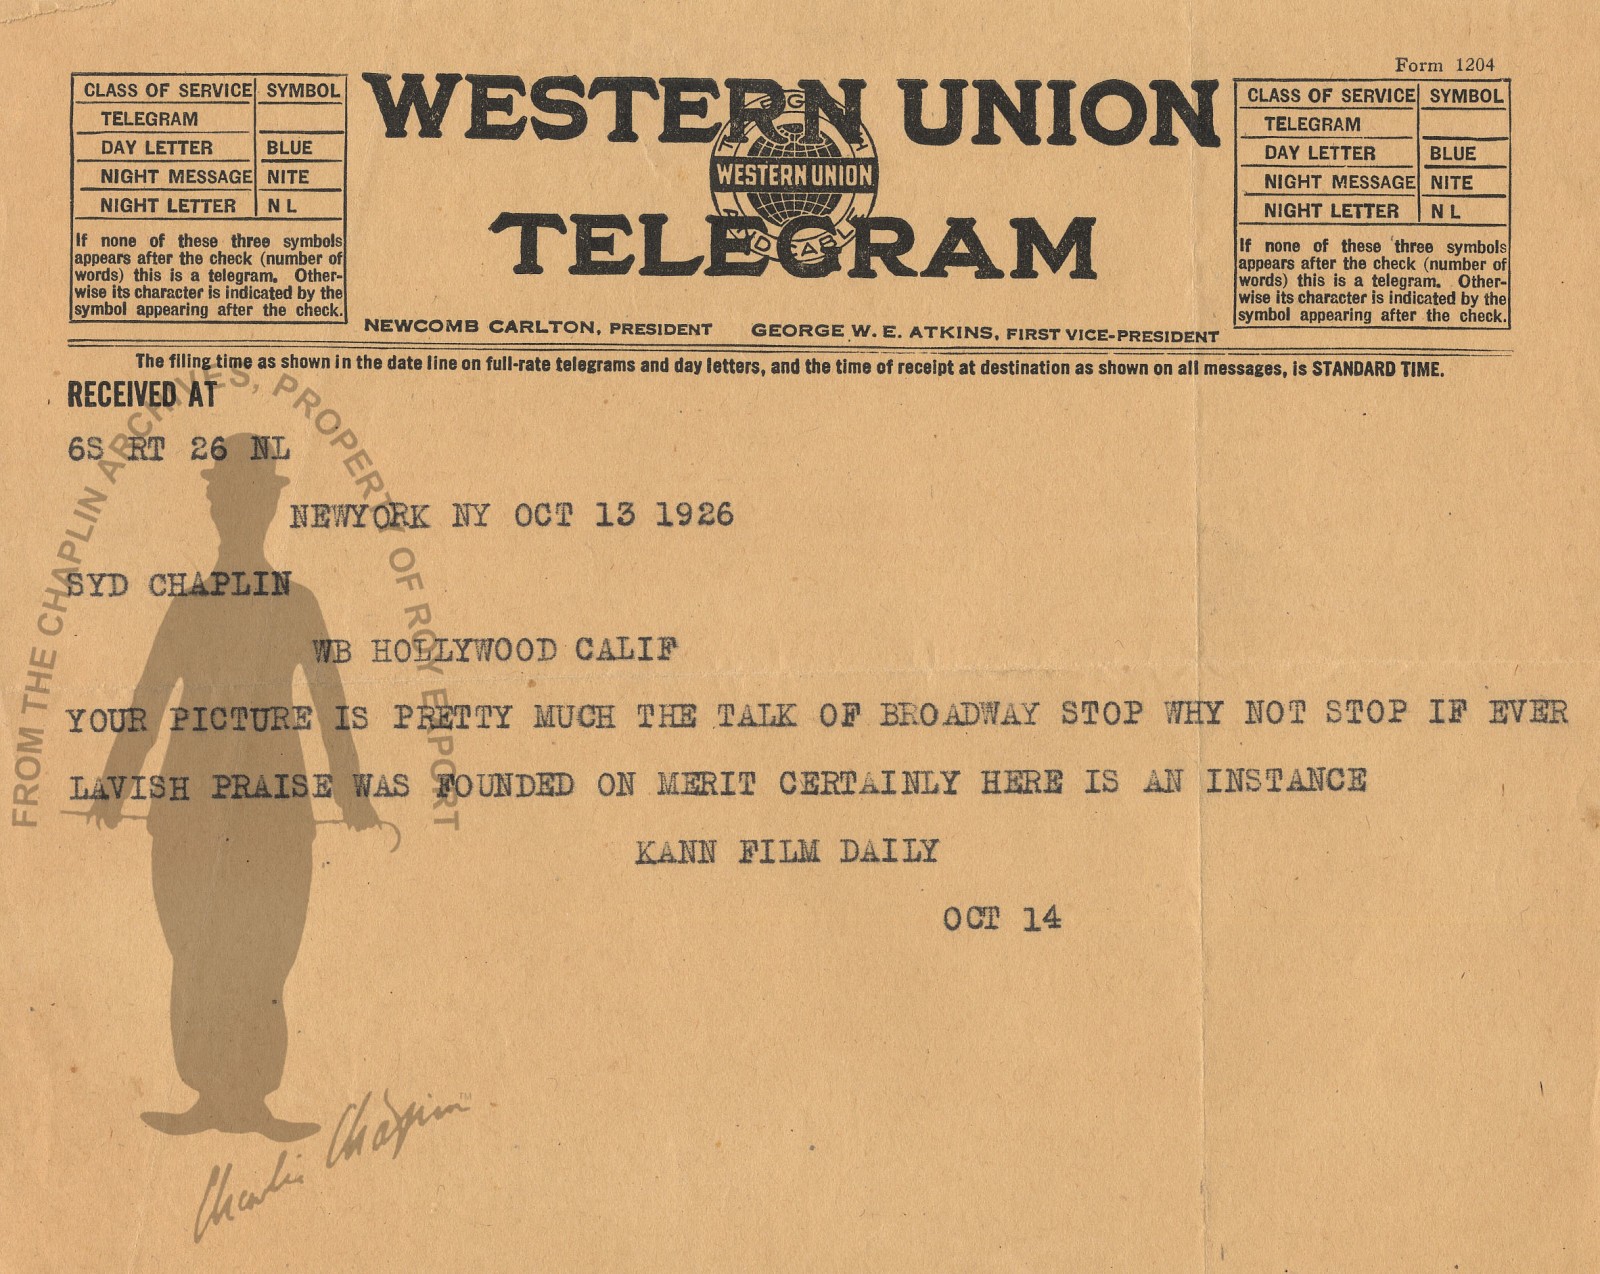 Form 1204
CLASS OF SERVICE SYMBOL
TELEGRAM
DAY LETTER BLUE
NIGHT MESSAGE NITE
NIGHT LETTER N L
If none of these three symbols
appears after the check (number of
words) this is a telegram. Other-
wise its character is indicated by the
symbol appearing after the check.
WESTERN UNION
TELEGRAPH
WESTERN UNION
AND CABLE
TELEGRAM
NEWCOMB CARLTON, PRESIDENT GEORGE W. E. ATKINS, FIRST VICE-PRESIDENT
CLASS OF SERVICE SYMBOL
TELEGRAM
DAY LETTER BLUE
NIGHT MESSAGE NITE
NIGHT LETTER N L
If none of these three symbols
appears after the check (number of
words) this is a telegram. Other-
wise its character is indicated by the
symbol appearing after the check.
The filing time as shown in the date line on full-rate telegrams and day letters, and the time of receipt at destination as shown on all messages, is STANDARD TIME.
RECEIVED AT
6S RT 26 NL
NEWYORK NY OCT 13 1926
SYD CHAPLIN
WB HOLLYWOOD CALIF
YOUR PICTURE IS PRETTY MUCH THE TALK OF BROADWAY STOP WHY NOT STOP IF EVER
LAVISH PRAISE WAS FOUNDED ON MERIT CERTAINLY HERE IS AN INSTANCE
KANN FILM DAILY
OCT 14
FROM THE CHAPLIN ARCHIVES, PROPERTY OF ROY EXPORT
Charlie Chaplin TM